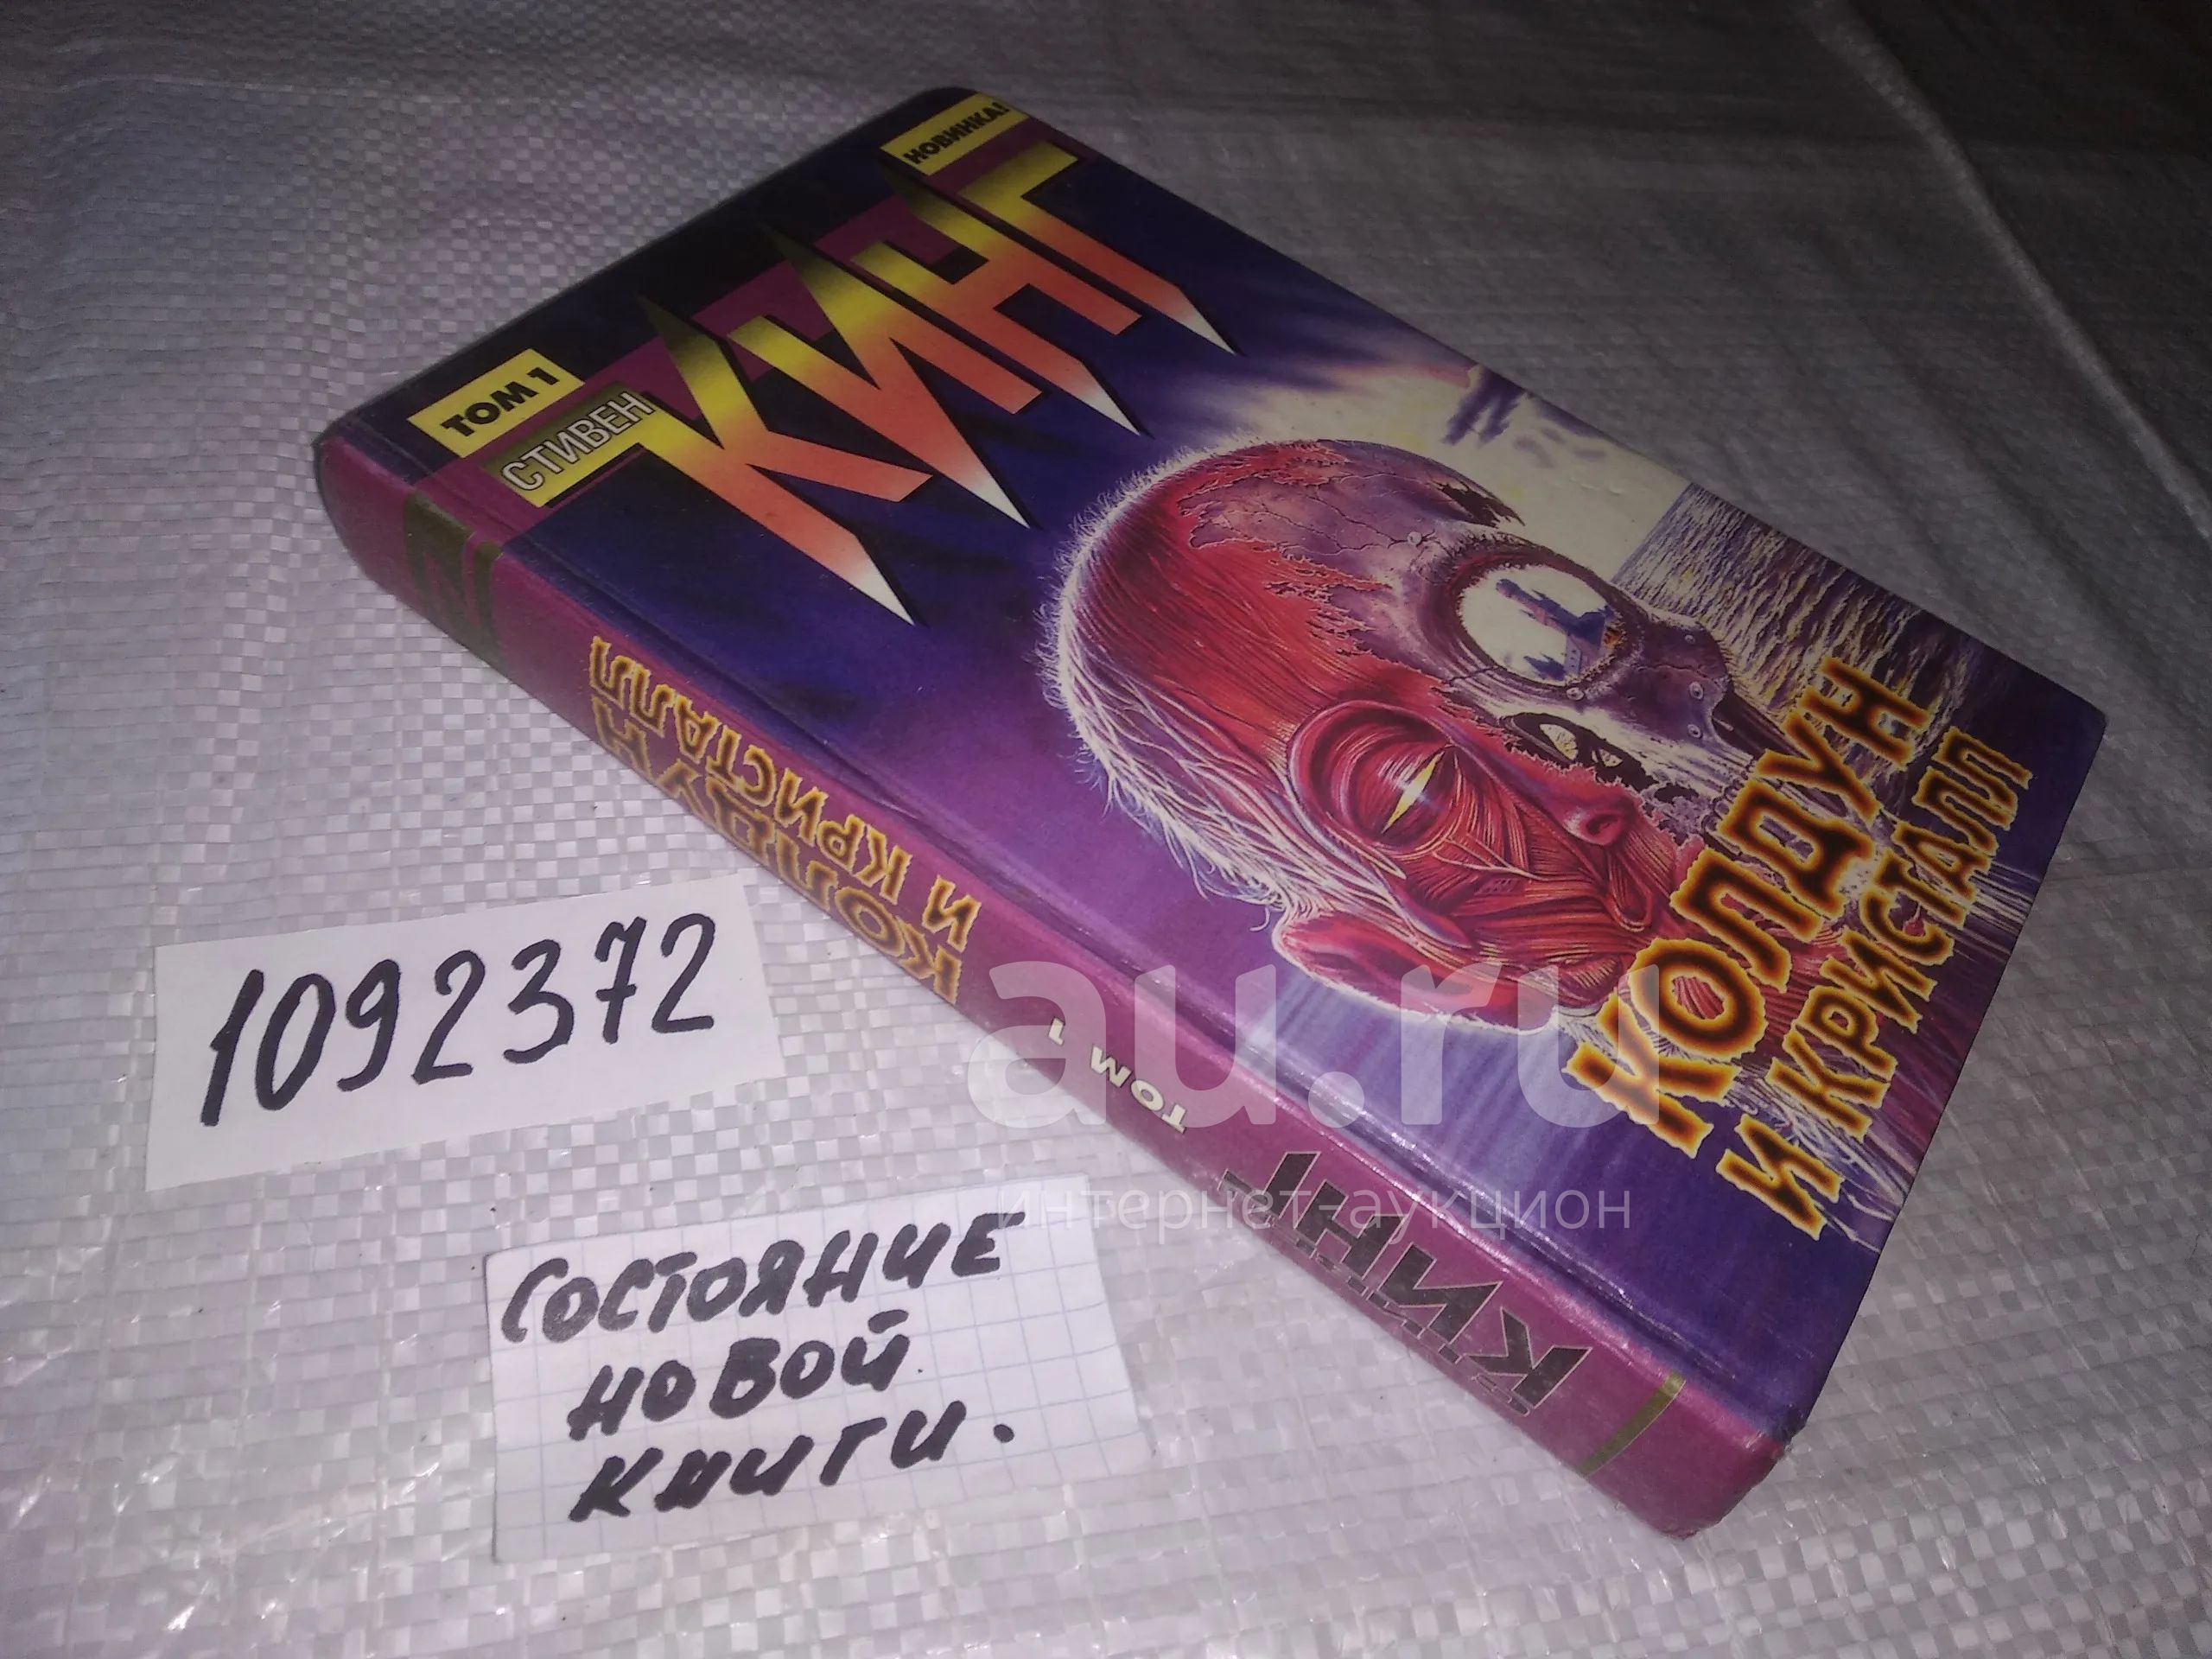 НОВИНКА!
ТОМ 1
СТИВЕН
КИНГ
КОЛДУН
И КРИСТАЛЛ
КОЛДУН
И КРИСТАЛЛ
ТОМ 1
КИНГ
1092372
СОСТОЯНИЕ
НОВОЙ
КНИГИ.
au.ru
интернет-аукцион